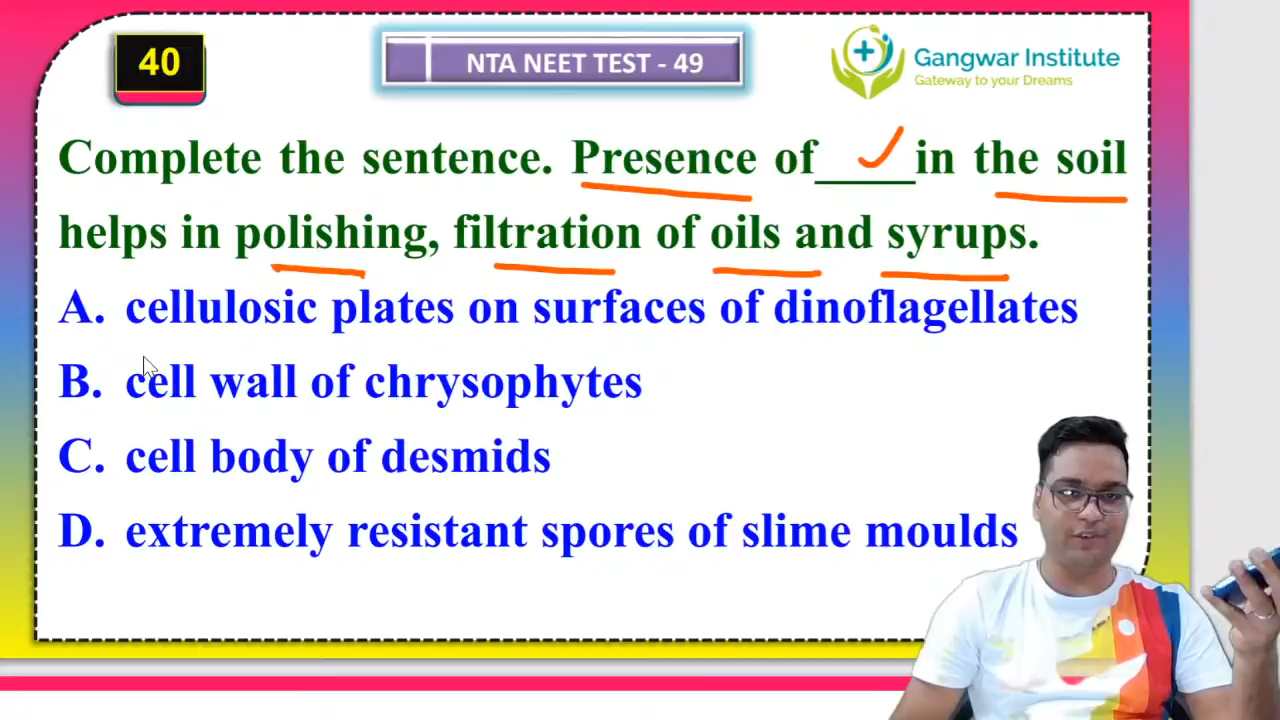 40
NTA NEET TEST - 49
Gangwar Institute
Gateway to your Dreams
Complete the sentence. Presence of____in the soil
helps in polishing, filtration of oils and syrups.
A. cellulosic plates on surfaces of dinoflagellates
B. cell wall of chrysophytes
C. cell body of desmids
D. extremely resistant spores of slime moulds